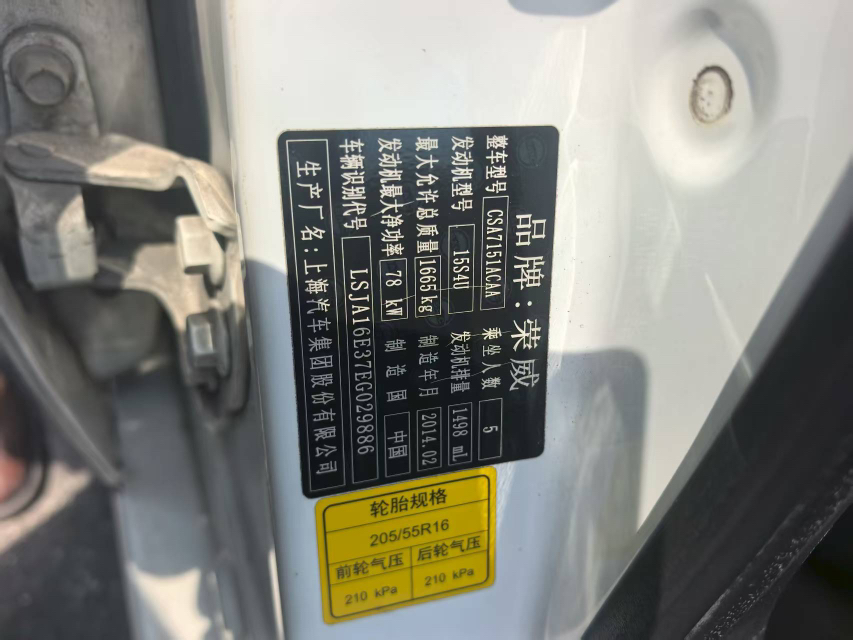 品牌：荣威
整车型号 CSA7151ACAA 乘坐人数 5
发动机型号 15S4U 发动机排量 1498 mL
最大允许总质量 1665 kg 制造年月 2014.02
发动机最大净功率 78 kW 制造国 中国
车辆识别代号 LSJA16E37EG029886
生产厂名：上海汽车集团股份有限公司
轮胎规格
205/55R16
前轮气压 后轮气压
210 kPa 210 kPa